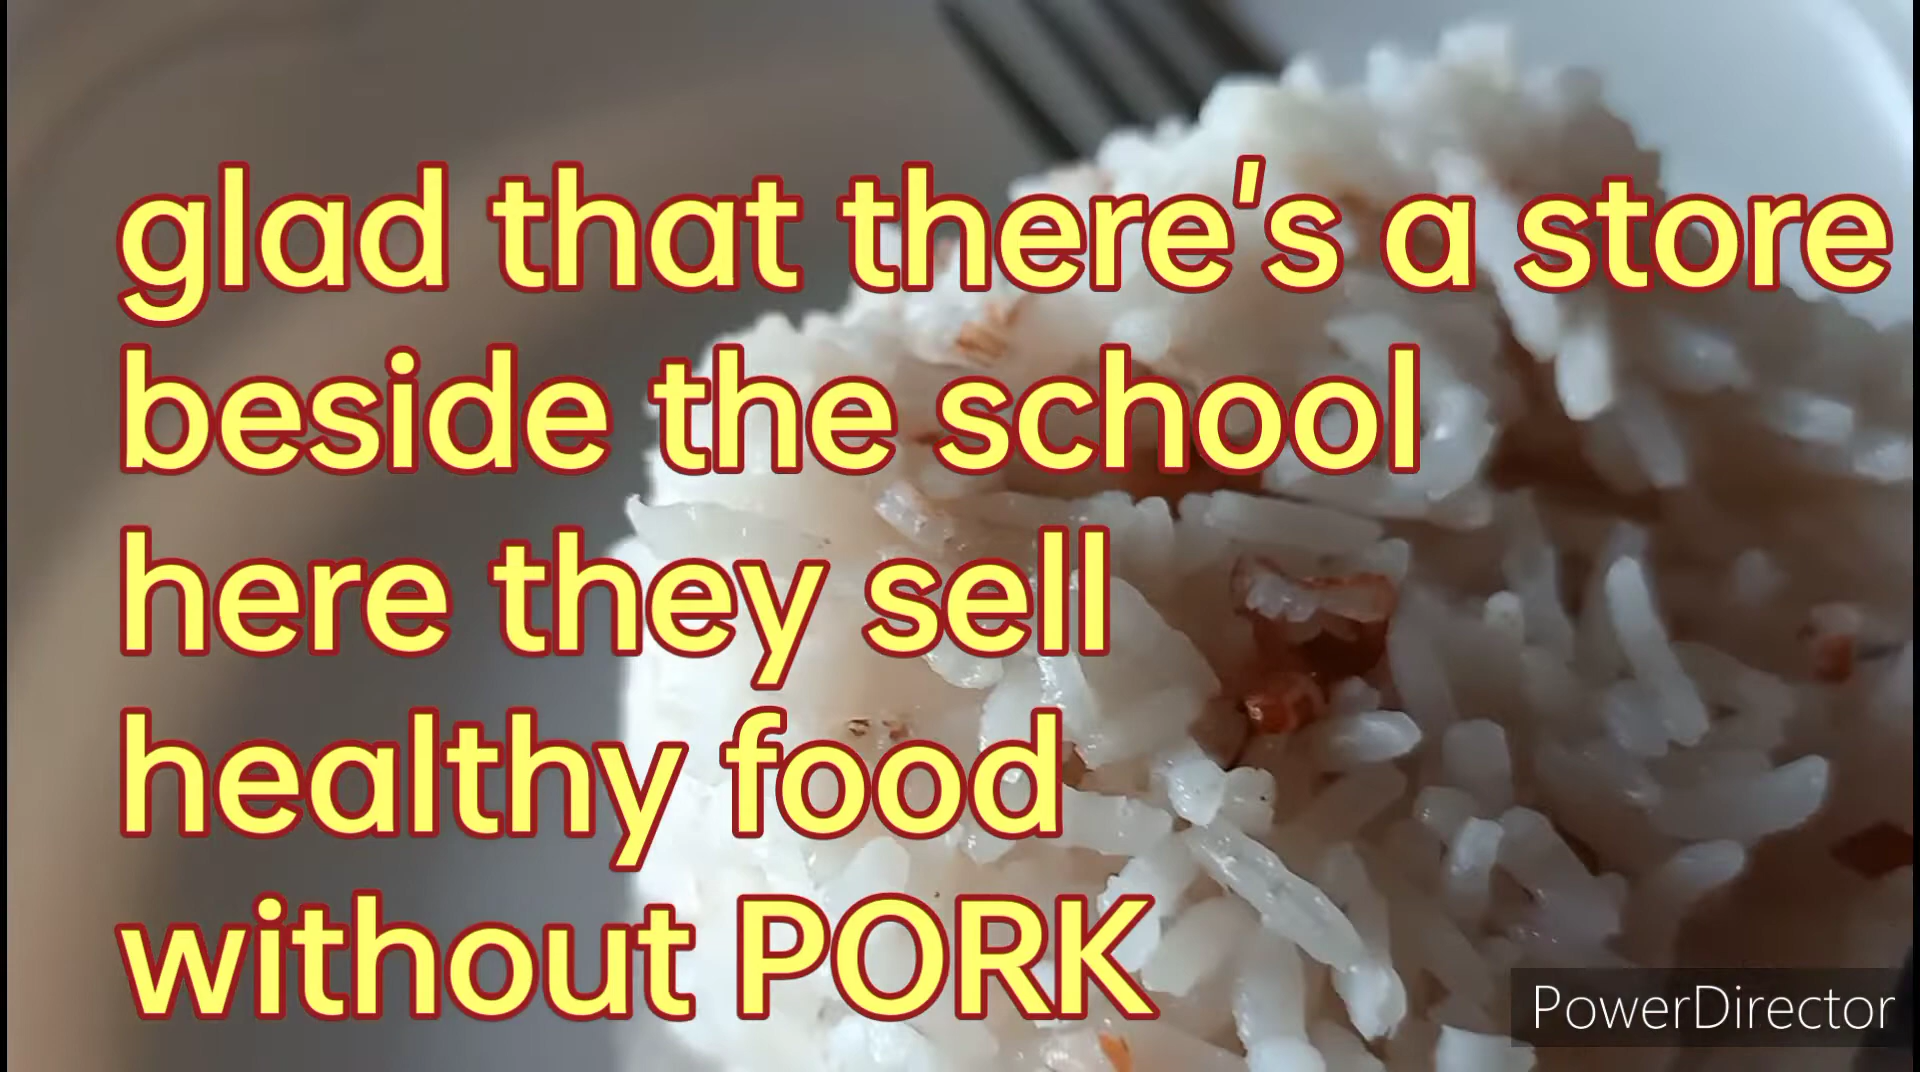 glad that there's a store
beside the school
here they sell
healthy food
without PORK
PowerDirector